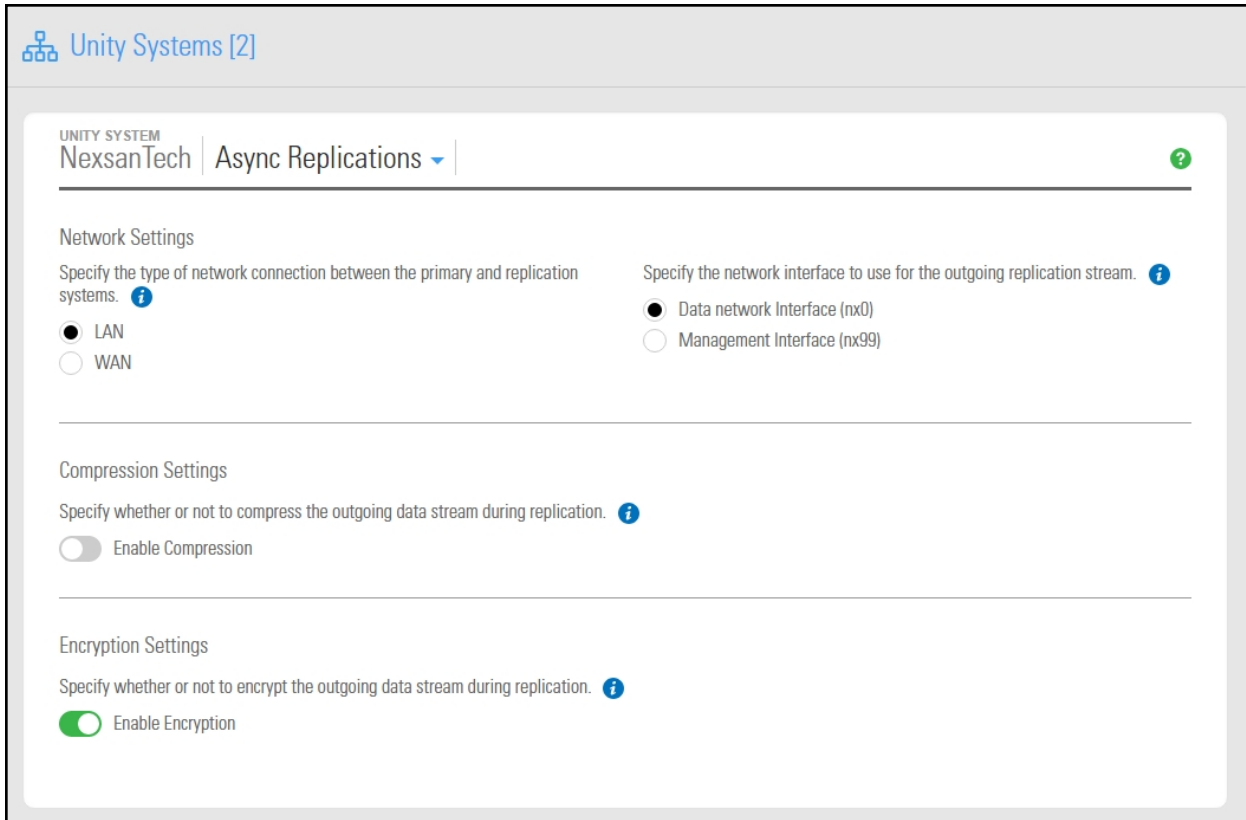 Unity Systems [2]
UNITY SYSTEM
NexsanTech
Async Replications
Network Settings
Specify the type of network connection between the primary and replication
systems.
LAN
WAN
Specify the network interface to use for the outgoing replication stream.
Data network Interface (nx0)
Management Interface (nx99)
Compression Settings
Specify whether or not to compress the outgoing data stream during replication.
Enable Compression
Encryption Settings
Specify whether or not to encrypt the outgoing data stream during replication.
Enable Encryption